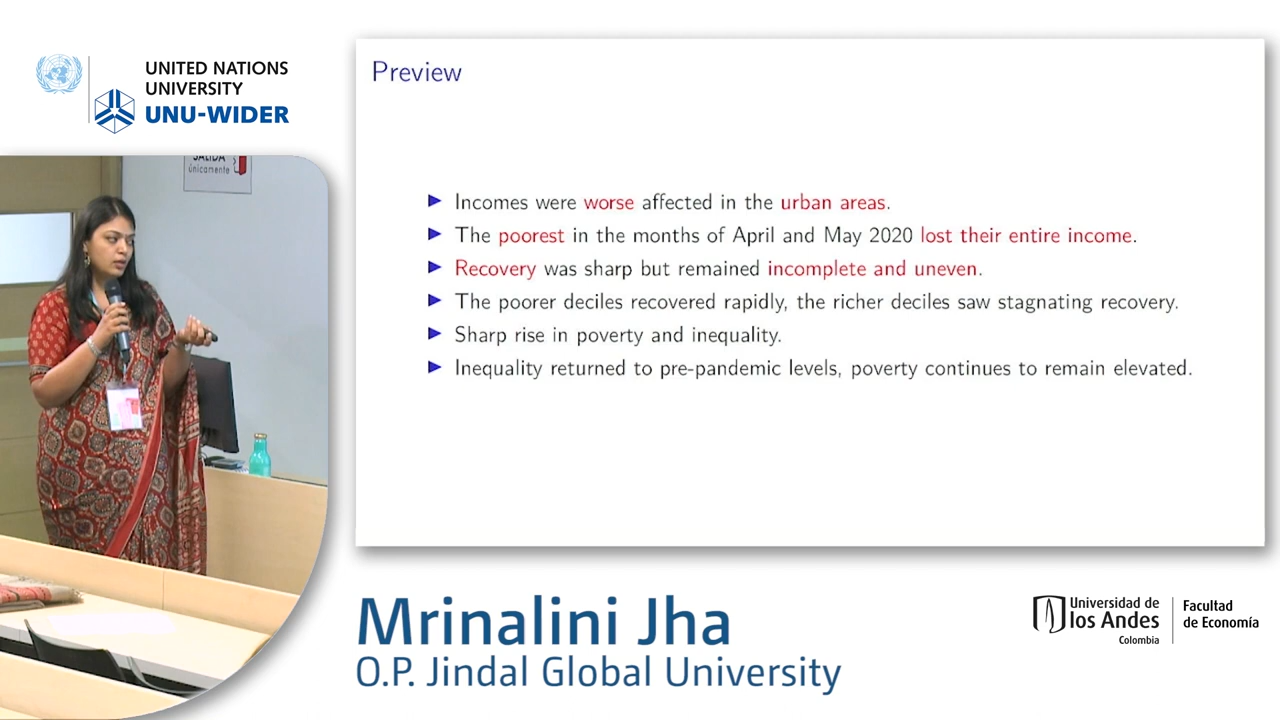 UNITED NATIONS
UNIVERSITY
UNU-WIDER
SALIDA
únicamente
Preview
Incomes were worse affected in the urban areas.
The poorest in the months of April and May 2020 lost their entire income.
Recovery was sharp but remained incomplete and uneven.
The poorer deciles recovered rapidly, the richer deciles saw stagnating recovery.
Sharp rise in poverty and inequality.
Inequality returned to pre-pandemic levels, poverty continues to remain elevated.
Mrinalini Jha
O.P. Jindal Global University
Universidad de
los Andes
Colombia
Facultad
de Economía